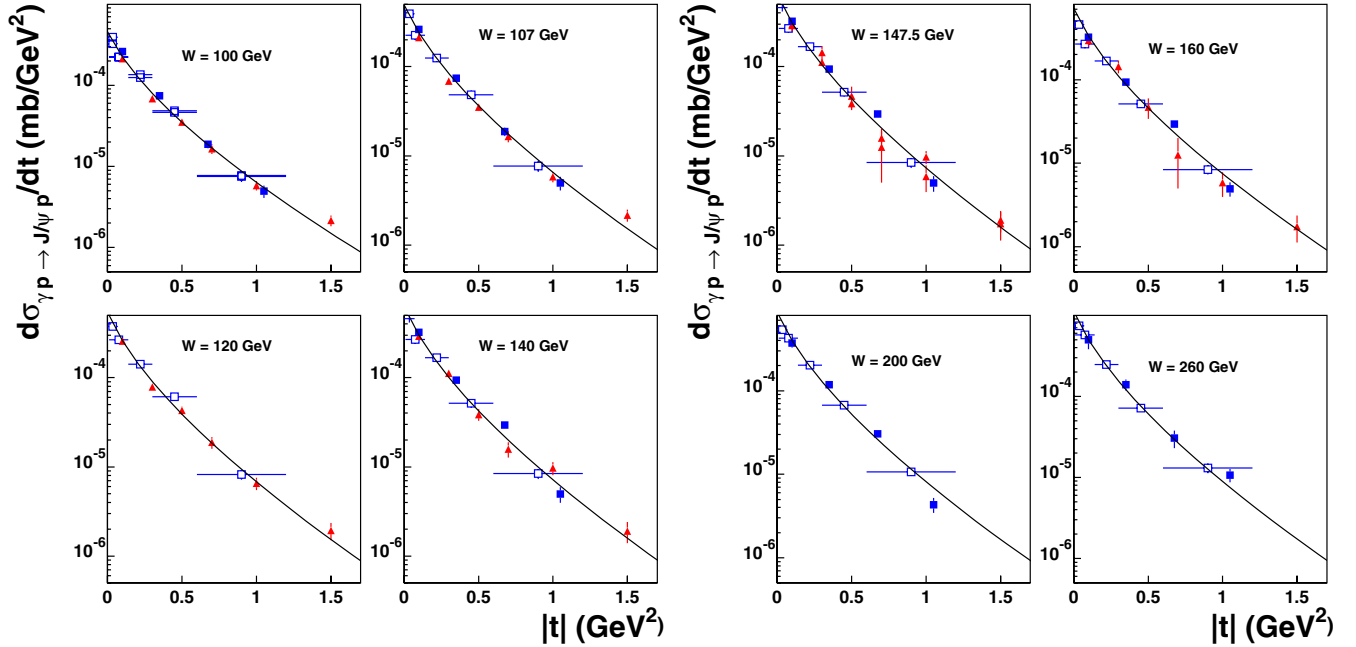 dσγ p → J/ψ p/dt (mb/GeV²)
W = 100 GeV
10⁻⁴
10⁻⁵
10⁻⁶
0 0.5 1 1.5
W = 107 GeV
10⁻⁴
10⁻⁵
10⁻⁶
0 0.5 1 1.5
W = 120 GeV
10⁻⁴
10⁻⁵
10⁻⁶
0 0.5 1 1.5
W = 140 GeV
10⁻⁴
10⁻⁵
10⁻⁶
0 0.5 1 1.5
|t| (GeV²)
dσγ p → J/ψ p/dt (mb/GeV²)
W = 147.5 GeV
10⁻⁴
10⁻⁵
10⁻⁶
0 0.5 1 1.5
W = 160 GeV
10⁻⁴
10⁻⁵
10⁻⁶
0 0.5 1 1.5
W = 200 GeV
10⁻⁴
10⁻⁵
10⁻⁶
0 0.5 1 1.5
W = 260 GeV
10⁻⁴
10⁻⁵
10⁻⁶
0 0.5 1 1.5
|t| (GeV²)